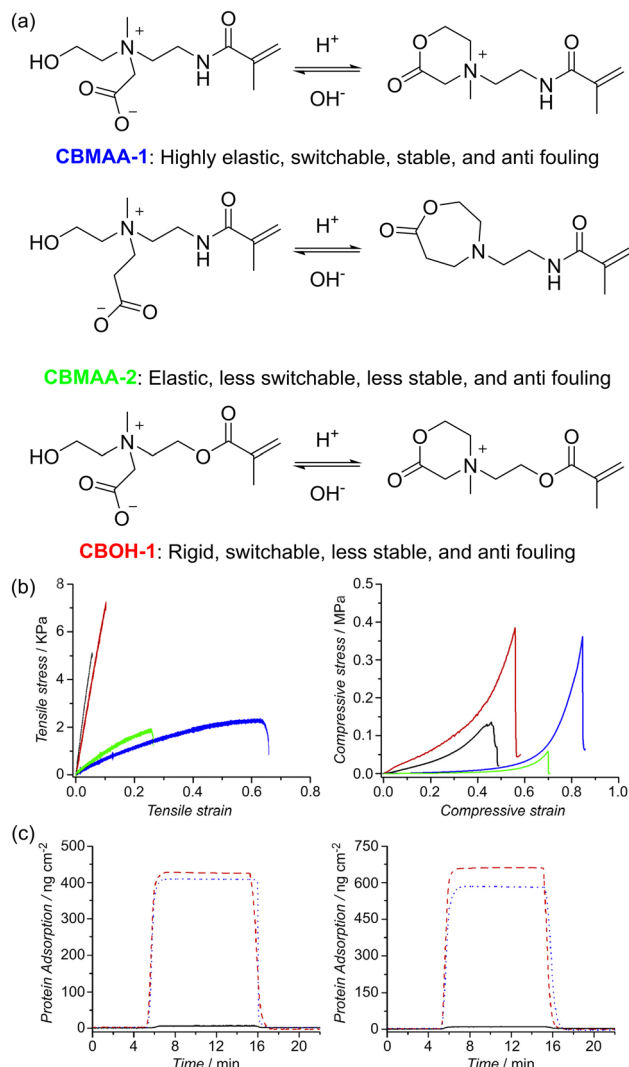 (a)
HO
N
+
N
H
O
O
O
−
H⁺
OH⁻
O
O
N
+
N
H
O
CBMAA-1: Highly elastic, switchable, stable, and anti fouling
HO
N
+
N
H
O
O
O
−
H⁺
OH⁻
O
O
N
N
H
O
CBMAA-2: Elastic, less switchable, less stable, and anti fouling
HO
N
+
O
O
O
O
−
H⁺
OH⁻
O
O
N
+
O
O
CBOH-1: Rigid, switchable, less stable, and anti fouling
(b)
Tensile stress / KPa
8
6
4
2
0
0.0 0.2 0.4 0.6 0.8
Tensile strain
Compressive stress / MPa
0.5
0.4
0.3
0.2
0.1
0.0
0.0 0.2 0.4 0.6 0.8 1.0
Compressive strain
(c)
Protein Adsorption / ng cm⁻²
500
400
300
200
100
0
0 4 8 12 16 20
Time / min
Protein Adsorption / ng cm⁻²
750
600
450
300
150
0
0 4 8 12 16 20
Time / min